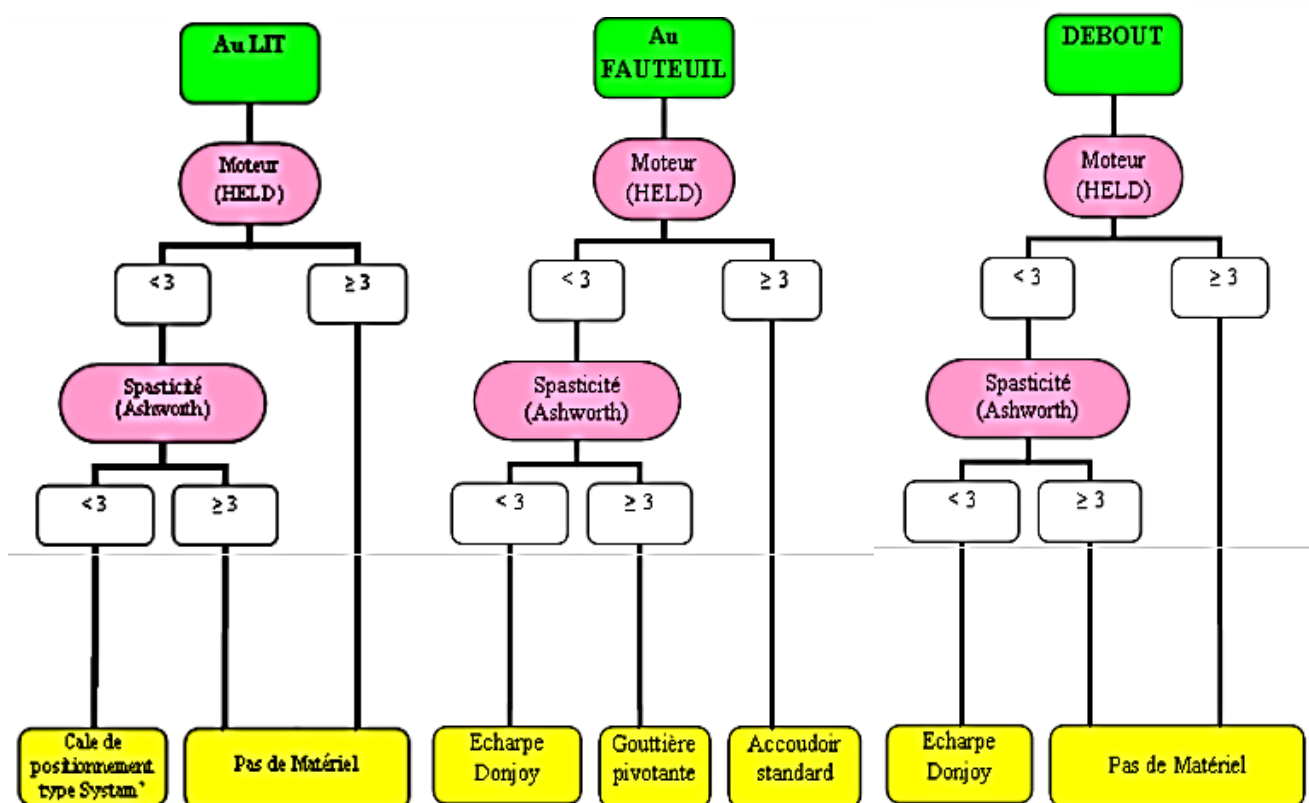 Au LIT
Moteur
(HELD)
< 3
≥ 3
Spasticité
(Ashworth)
< 3
≥ 3
Cale de
positionnement
type Systam*
Pas de Matériel
Au
FAUTEUIL
Moteur
(HELD)
< 3
≥ 3
Spasticité
(Ashworth)
< 3
≥ 3
Echarpe
Donjoy
Gouttière
pivotante
Accoudoir
standard
DEBOUT
Moteur
(HELD)
< 3
≥ 3
Spasticité
(Ashworth)
< 3
≥ 3
Echarpe
Donjoy
Pas de Matériel